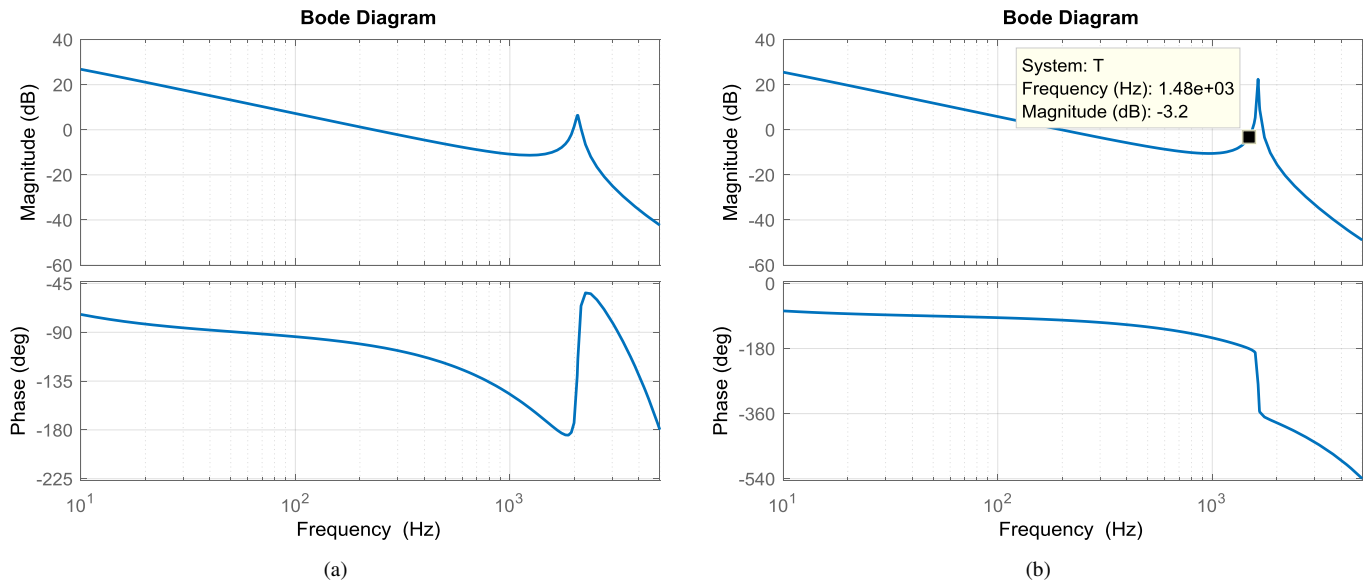 Bode Diagram
40
20
0
-20
-40
-60
Magnitude (dB)
-45
-90
-135
-180
-225
Phase (deg)
10^1
10^2
10^3
Frequency (Hz)
(a)
Bode Diagram
System: T
Frequency (Hz): 1.48e+03
Magnitude (dB): -3.2
40
20
0
-20
-40
-60
Magnitude (dB)
0
-180
-360
-540
Phase (deg)
10^1
10^2
10^3
Frequency (Hz)
(b)